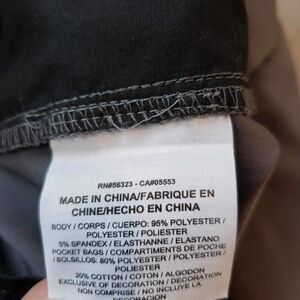 RN#56323 - CA#05553
MADE IN CHINA/FABRIQUE EN
CHINE/HECHO EN CHINA
BODY / CORPS / CUERPO: 95% POLYESTER /
POLYESTER / POLIESTER
5% SPANDEX / ELASTHANNE / ELASTANO
POCKET BAGS / COMPARTIMENTS DE POCHE
/ BOLSILLOS: 80% POLYESTER / POLYESTER /
POLIESTER
20% COTTON / COTON / ALGODON
EXCLUSIVE OF DECORATION / DECORATION
NON COMPRISE / NO INCLUYE LA